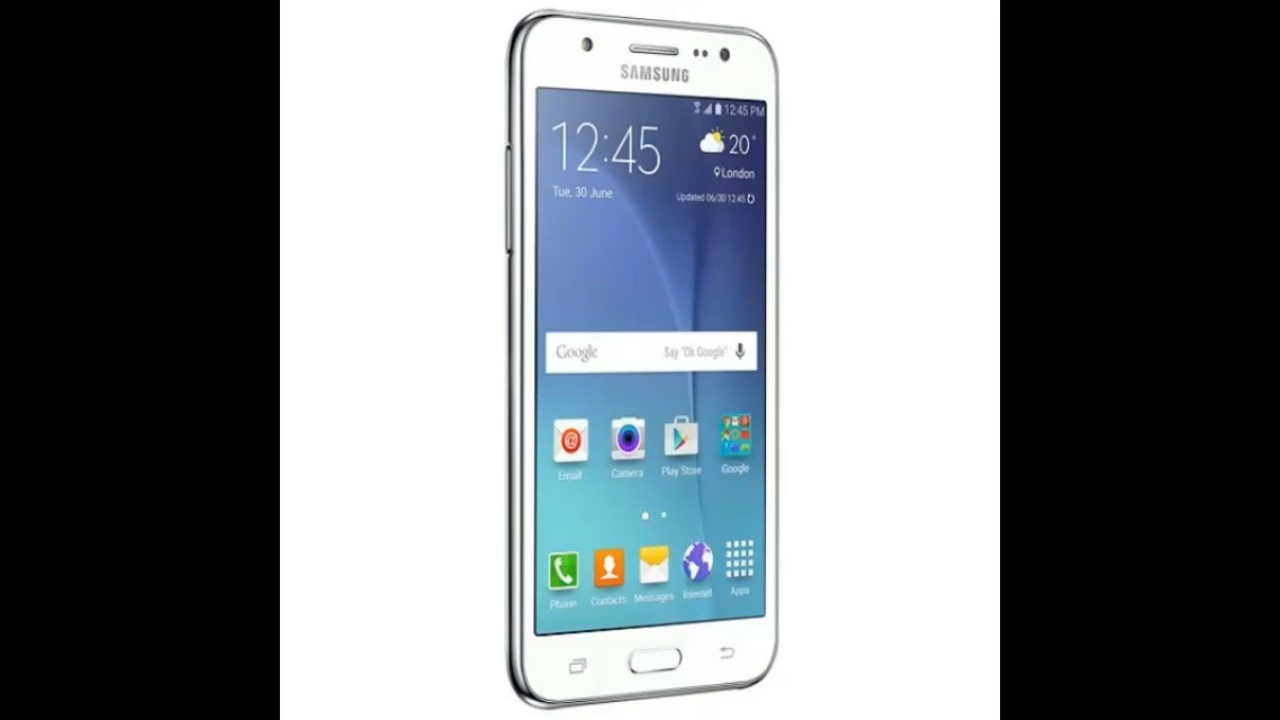 SAMSUNG
12:45 PM
12:45
20°
London
Tue, 30 June
Updated 06/30 12:45
Google
Say "Ok Google"
Email
Camera
Play Store
Google
Phone
Contacts
Messages
Internet
Apps